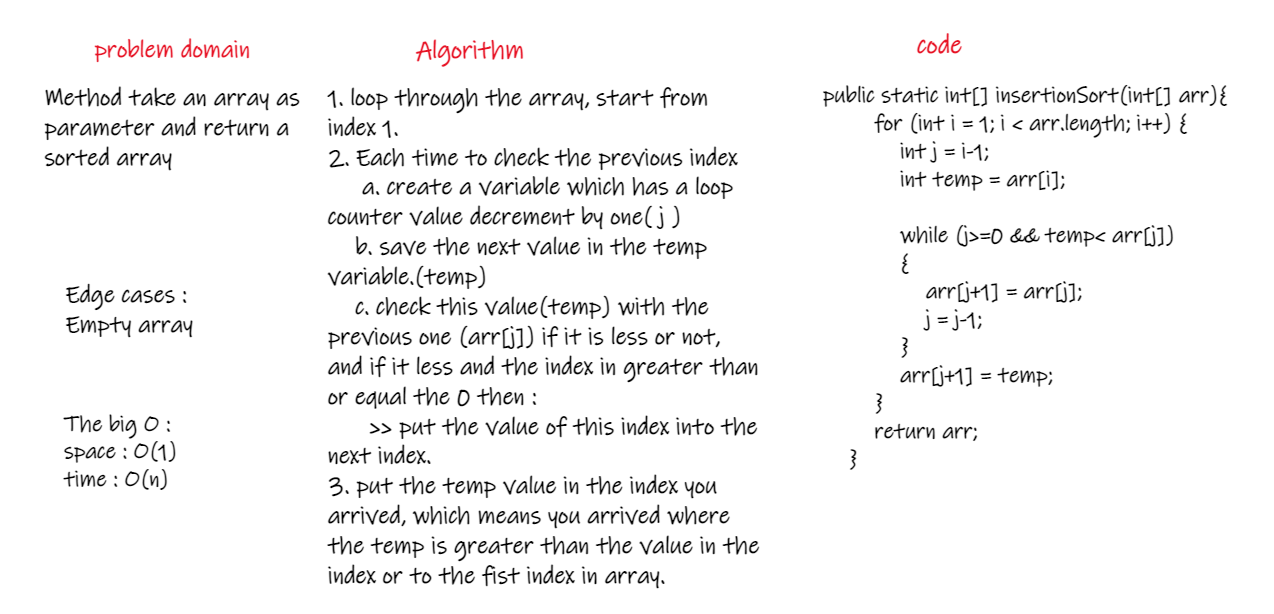 problem domain
Method take an array as
parameter and return a
sorted array
Edge cases :
Empty array
The big O :
space : O(1)
time : O(n)
Algorithm
1. loop through the array, start from
index 1.
2. Each time to check the previous index
a. create a variable which has a loop
counter value decrement by one( j )
b. save the next value in the temp
variable.(temp)
c. check this value(temp) with the
previous one (arr[j]) if it is less or not,
and if it less and the index in greater than
or equal the 0 then :
>> put the value of this index into the
next index.
3. put the temp value in the index you
arrived, which means you arrived where
the temp is greater than the value in the
index or to the fist index in array.
code
public static int[] insertionSort(int[] arr){
for (int i = 1; i < arr.length; i++) {
int j = i-1;
int temp = arr[i];
while (j>=0 && temp< arr[j])
{
arr[j+1] = arr[j];
j = j-1;
}
arr[j+1] = temp;
}
return arr;
}